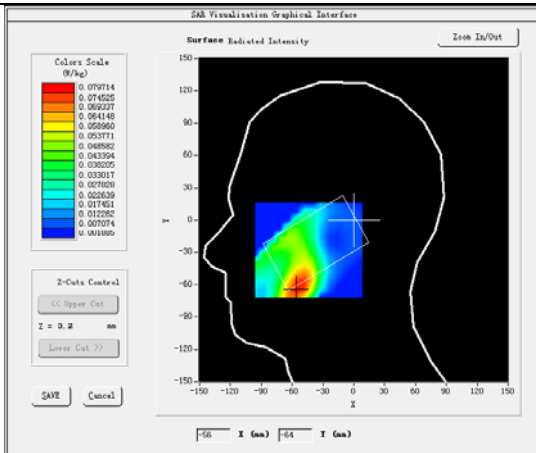 SAR Visualisation Graphical Interface
Surface Radiated Intensity
Zoom In/Out
Colors Scale
(W/kg)
0.079714
0.074525
0.069337
0.064148
0.058960
0.053771
0.048582
0.043394
0.038205
0.033017
0.027828
0.022639
0.017451
0.012262
0.007074
0.001885
Z-Cuts Control
<< Upper Cut
Z = 0.2 mm
Lower Cut >>
SAVE Cancel
150
120
90
60
30
0
-30
-60
-90
-120
-150
Y
-150 -120 -90 -60 -30 0 30 60 90 120 150
X
-56 X (mm) -64 Y (mm)